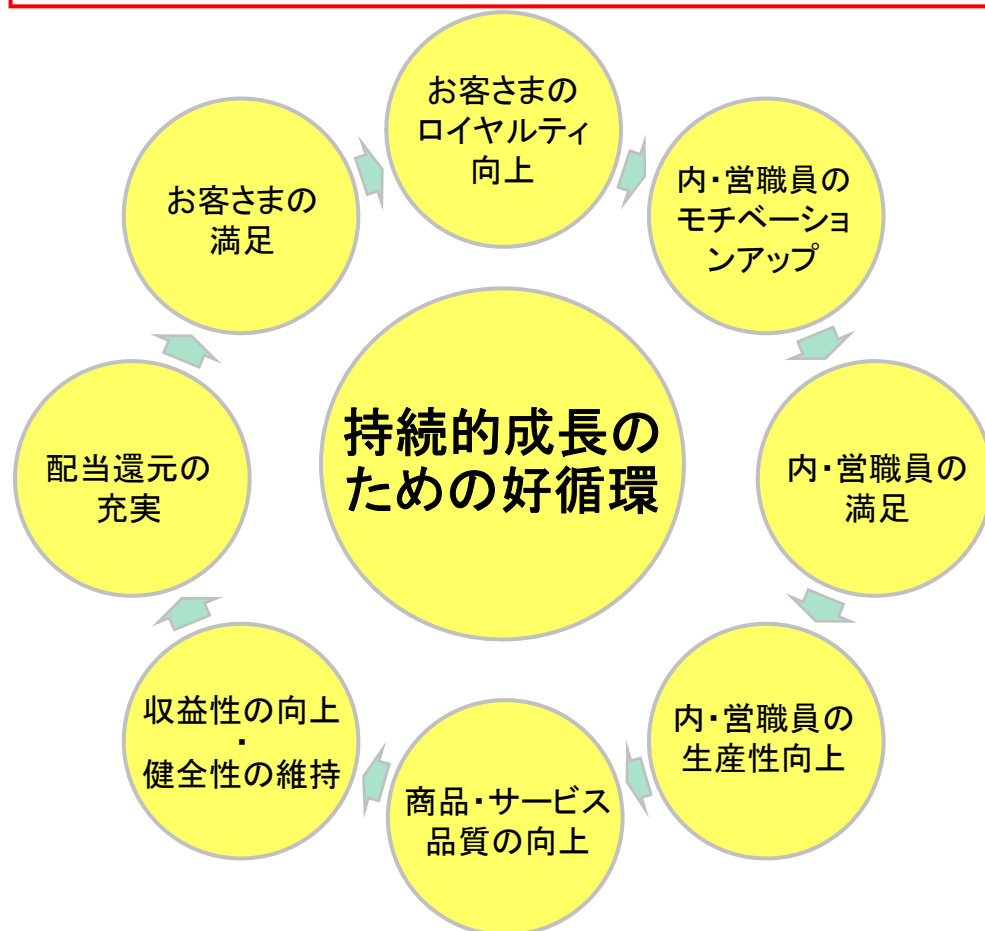 お客さまの
ロイヤルティ
向上
内・営職員の
モチベーショ
ンアップ
内・営職員の
満足
内・営職員の
生産性向上
商品・サービス
品質の向上
収益性の向上
・
健全性の維持
配当還元の
充実
お客さまの
満足
持続的成長の
ための好循環